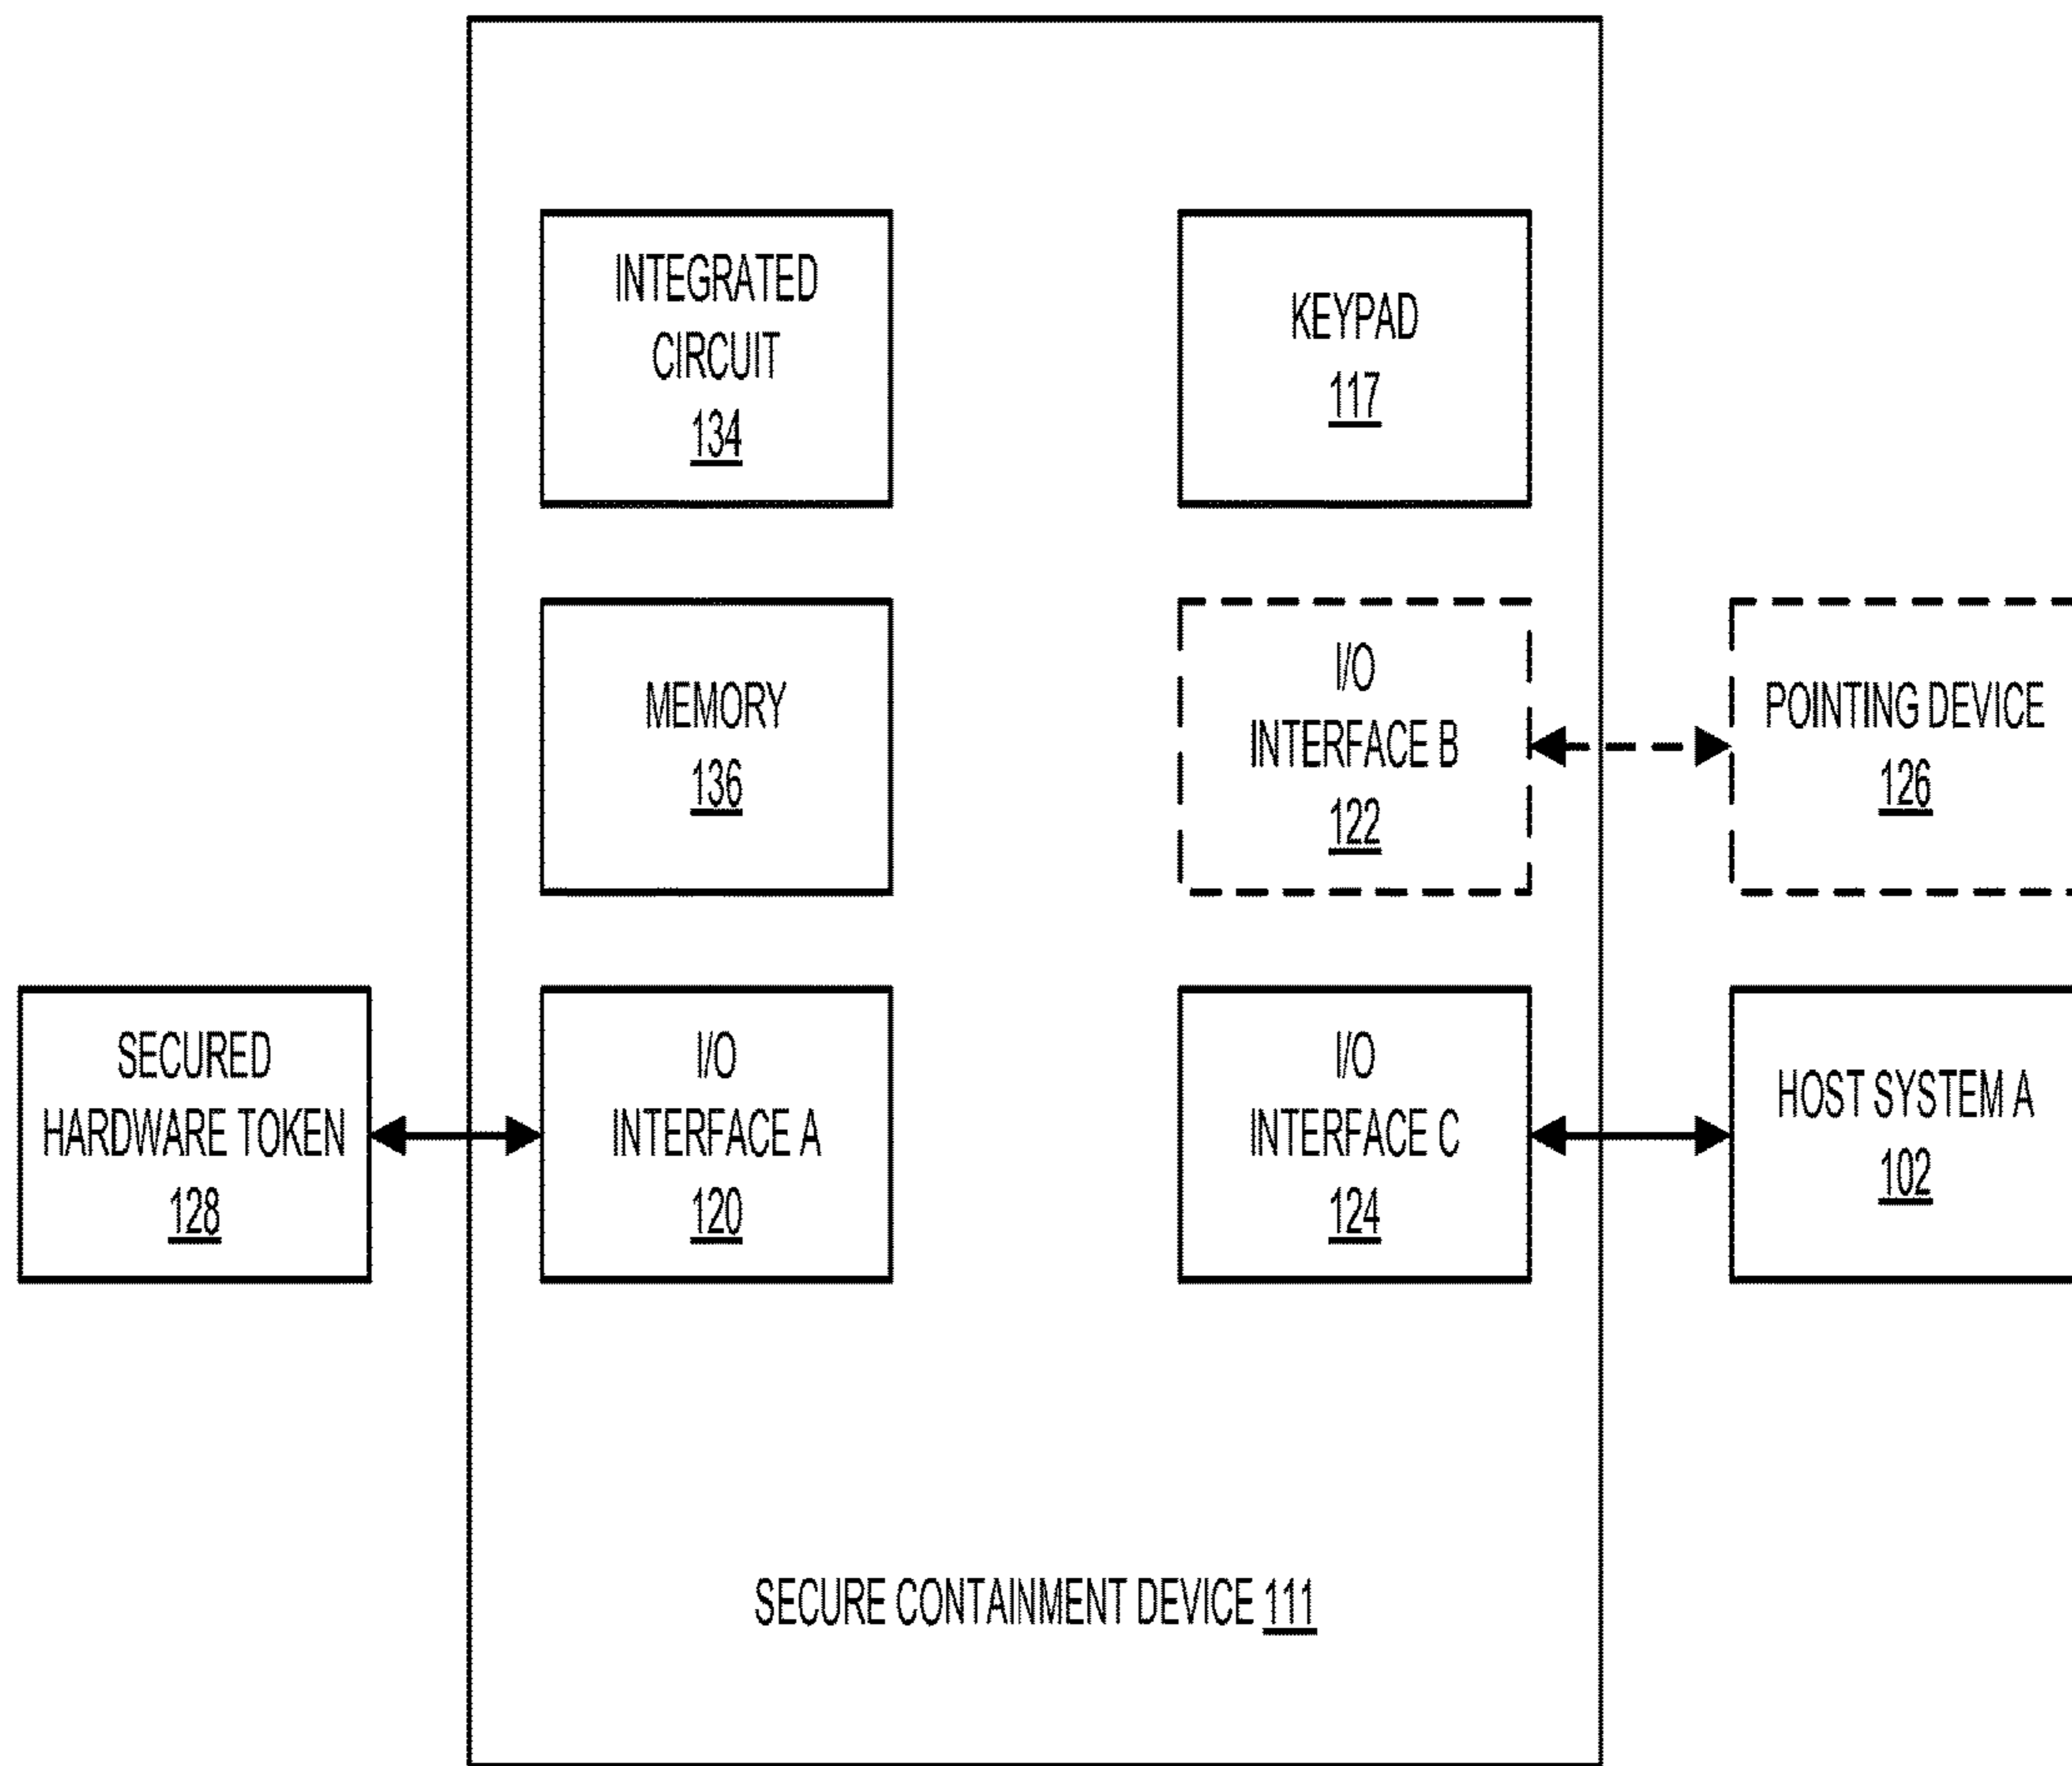 INTEGRATED
CIRCUIT
134
KEYPAD
117
MEMORY
136
I/O
INTERFACE B
122
POINTING DEVICE
126
SECURED
HARDWARE TOKEN
128
I/O
INTERFACE A
120
I/O
INTERFACE C
124
HOST SYSTEM A
102
SECURE CONTAINMENT DEVICE 111